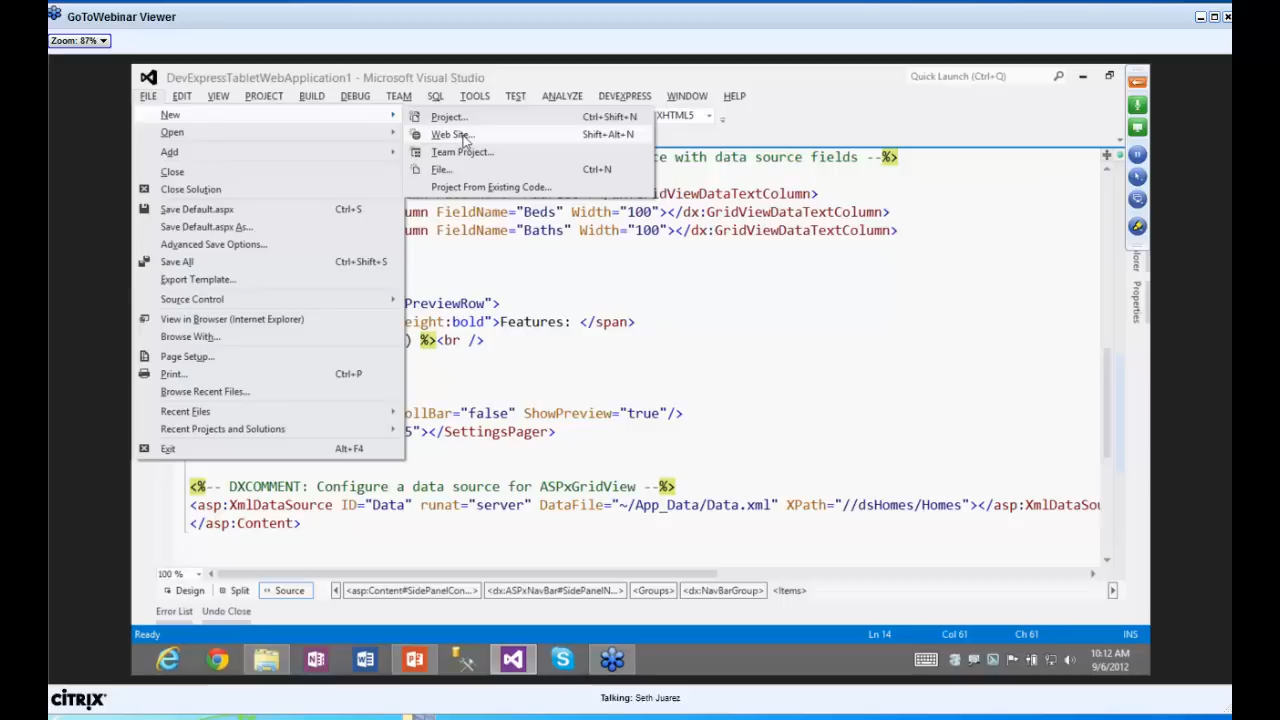 GoToWebinar Viewer
Zoom: 87%
DevExpressTabletWebApplication1 - Microsoft Visual Studio
Quick Launch (Ctrl+Q)
FILE EDIT VIEW PROJECT BUILD DEBUG TEAM SQL TOOLS TEST ANALYZE DEVEXPRESS WINDOW HELP
New
Open
Add
Close
Close Solution
Save Default.aspx Ctrl+S
Save Default.aspx As...
Advanced Save Options...
Save All Ctrl+Shift+S
Export Template...
Source Control
View in Browser (Internet Explorer)
Browse With...
Page Setup...
Print... Ctrl+P
Browse Recent Files...
Recent Files
Recent Projects and Solutions
Exit Alt+F4
Project... Ctrl+Shift+N
Web Site... Shift+Alt+N
Team Project...
File... Ctrl+N
Project From Existing Code...
XHTML5
with data source fields --%>
ridViewDataTextColumn>
umn FieldName="Beds" Width="100"></dx:GridViewDataTextColumn>
umn FieldName="Baths" Width="100"></dx:GridViewDataTextColumn>
PreviewRow">
eight:bold">Features: </span>
) %><br />
ollBar="false" ShowPreview="true"/>
5"></SettingsPager>
<%-- DXCOMMENT: Configure a data source for ASPxGridView --%>
<asp:XmlDataSource ID="Data" runat="server" DataFile="~/App_Data/Data.xml" XPath="//dsHomes/Homes"></asp:XmlDataSou
</asp:Content>
Properties
100 %
Design Split Source <asp:Content#SidePanelCon...> <dx:ASPxNavBar#SidePanelN...> <Groups> <dx:NavBarGroup> <Items>
Error List Undo Close
Ready Ln 14 Col 61 Ch 61 INS
10:12 AM
9/6/2012
CITRIX
Talking: Seth Juarez